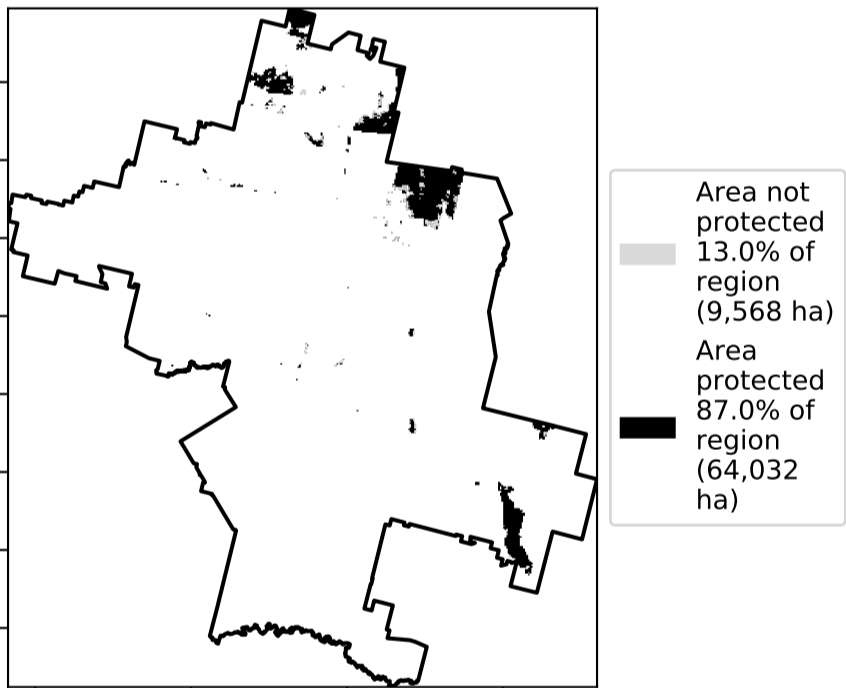 Area not
protected
13.0% of
region
(9,568 ha)
Area
protected
87.0% of
region
(64,032
ha)